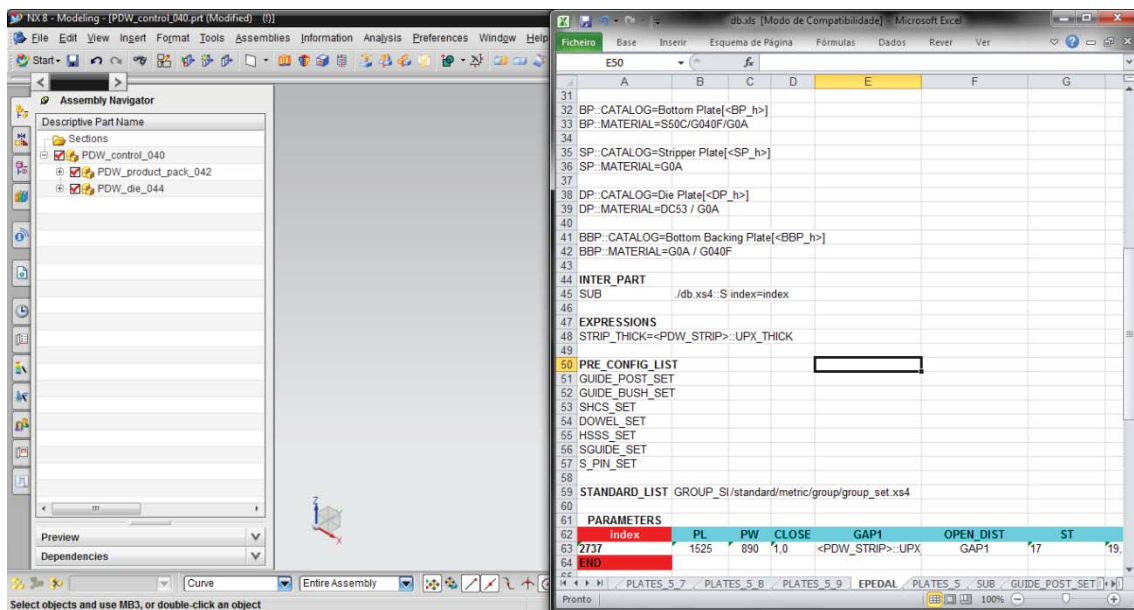 NX 8 - Modeling - [PDW_control_040.prt (Modified) (!)]
File Edit View Insert Format Tools Assemblies Information Analysis Preferences Window Help
Start
Assembly Navigator
Descriptive Part Name
Sections
PDW_control_040
PDW_product_pack_042
PDW_die_044
Preview
Dependencies
Curve
Entire Assembly
Select objects and use MB3, or double-click an object
db.xls [Modo de Compatibilidade] - Microsoft Excel
Ficheiro Base Inserir Esquema de Página Fórmulas Dados Rever Ver
E50 fx
A B C D E F G
31
32 BP::CATALOG=Bottom Plate[<BP_h>]
33 BP::MATERIAL=S50C/G040F/G0A
34
35 SP::CATALOG=Stripper Plate[<SP_h>]
36 SP::MATERIAL=G0A
37
38 DP::CATALOG=Die Plate[<DP_h>]
39 DP::MATERIAL=DC53 / G0A
40
41 BBP::CATALOG=Bottom Backing Plate[<BBP_h>]
42 BBP::MATERIAL=G0A / G040F
43
44 INTER_PART
45 SUB ./db.xs4::S index=index
46
47 EXPRESSIONS
48 STRIP_THICK=<PDW_STRIP>::UPX_THICK
49
50 PRE_CONFIG_LIST
51 GUIDE_POST_SET
52 GUIDE_BUSH_SET
53 SHCS_SET
54 DOWEL_SET
55 HSSS_SET
56 SGUIDE_SET
57 S_PIN_SET
58
59 STANDARD_LIST GROUP_SI /standard/metric/group/group_set.xs4
60
61 PARAMETERS
62 index PL PW CLOSE GAP1 OPEN_DIST ST
63 2737 1525 890 1,0 <PDW_STRIP>::UPX GAP1 17 19,
64 END
PLATES_5_7 PLATES_5_8 PLATES_5_9 EPEDAL PLATES_5 SUB GUIDE_POST_SET
Pronto 100%